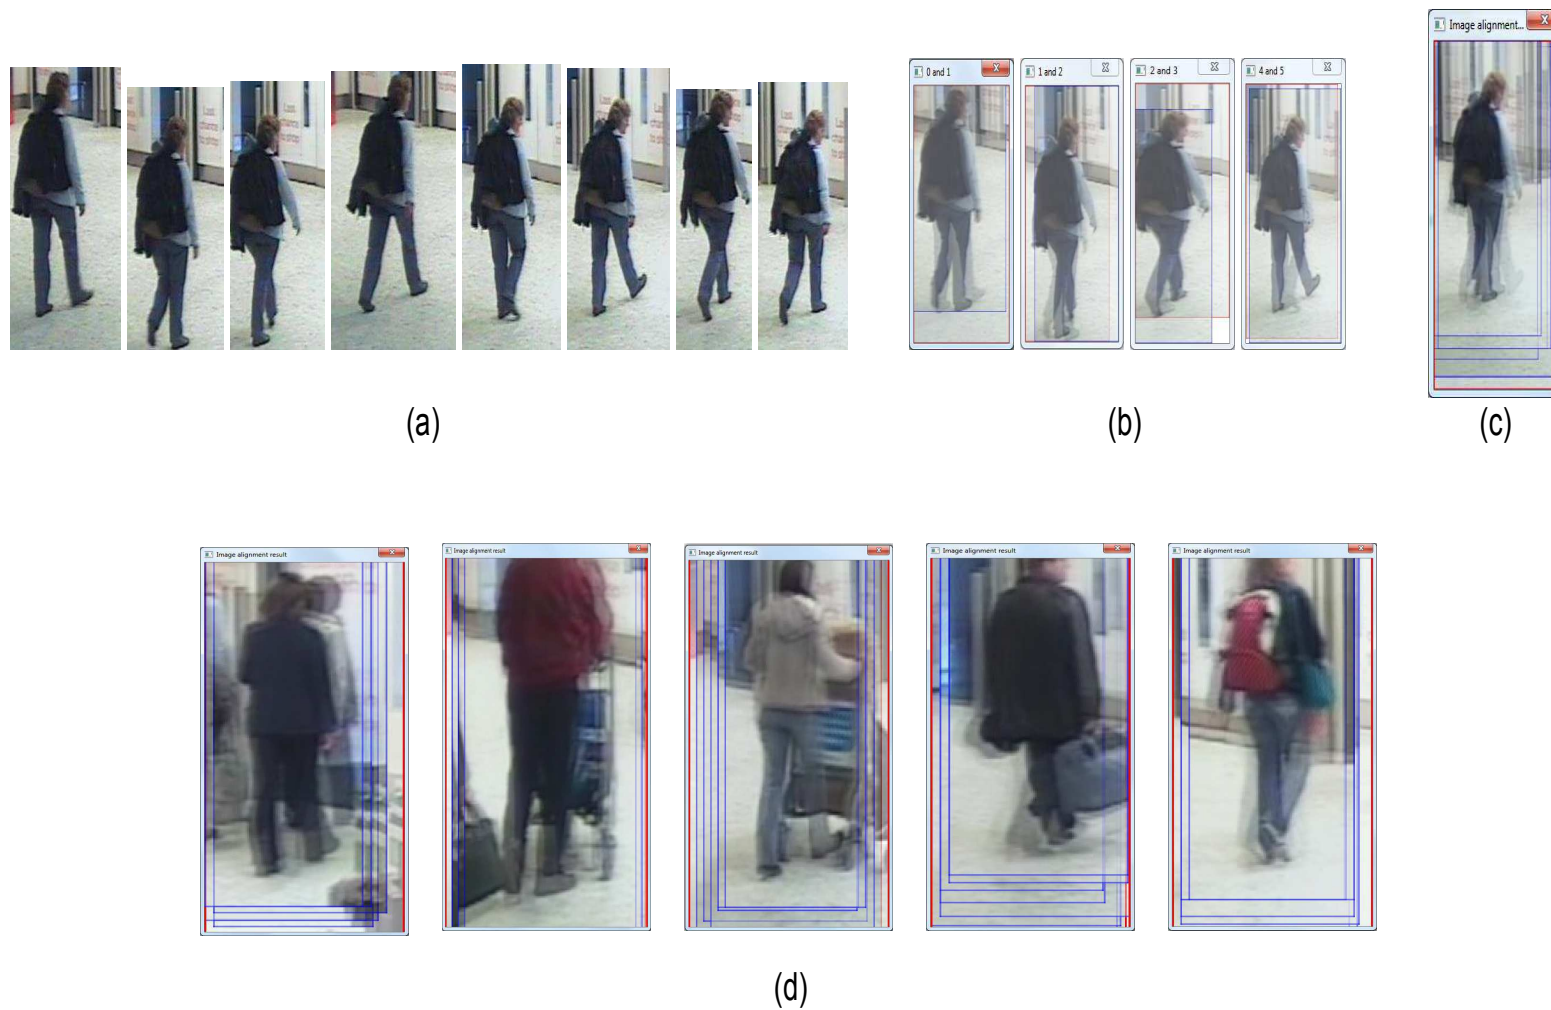 0 and 1
1 and 2
2 and 3
4 and 5
Image alignment...
(a)
(b)
(c)
Image alignment result
Image alignment result
Image alignment result
Image alignment result
Image alignment result
(d)